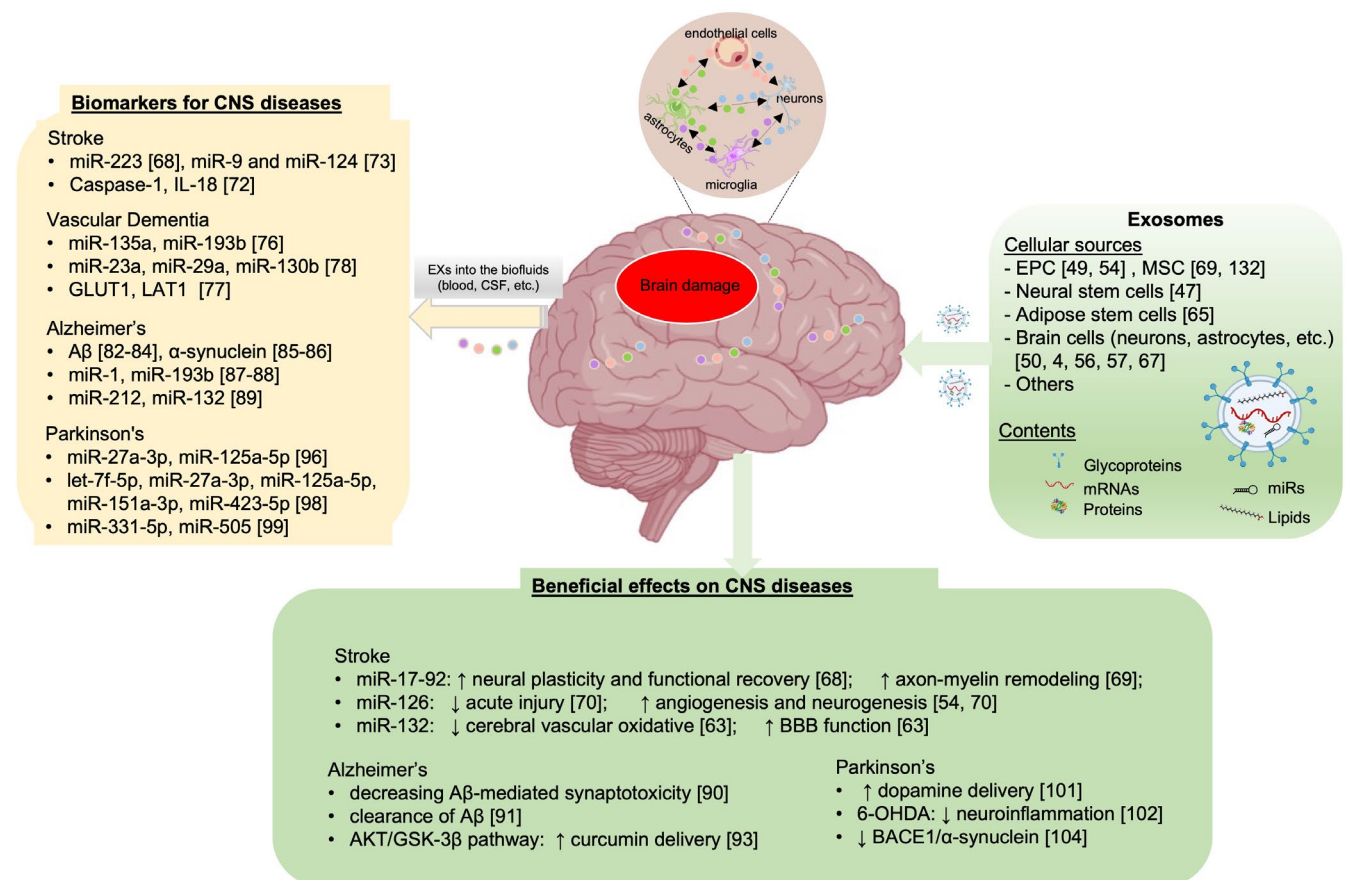 endothelial cells
neurons
astrocytes
microglia
Biomarkers for CNS diseases
Stroke
• miR-223 [68], miR-9 and miR-124 [73]
• Caspase-1, IL-18 [72]
Vascular Dementia
• miR-135a, miR-193b [76]
• miR-23a, miR-29a, miR-130b [78]
• GLUT1, LAT1 [77]
Alzheimer’s
• Aβ [82-84], α-synuclein [85-86]
• miR-1, miR-193b [87-88]
• miR-212, miR-132 [89]
Parkinson's
• miR-27a-3p, miR-125a-5p [96]
• let-7f-5p, miR-27a-3p, miR-125a-5p,
miR-151a-3p, miR-423-5p [98]
• miR-331-5p, miR-505 [99]
EXs into the biofluids
(blood, CSF, etc.)
Brain damage
Exosomes
Cellular sources
- EPC [49, 54] , MSC [69, 132]
- Neural stem cells [47]
- Adipose stem cells [65]
- Brain cells (neurons, astrocytes, etc.)
[50, 4, 56, 57, 67]
- Others
Contents
Glycoproteins
mRNAs
miRs
Proteins
Lipids
Beneficial effects on CNS diseases
Stroke
• miR-17-92: ↑ neural plasticity and functional recovery [68]; ↑ axon-myelin remodeling [69];
• miR-126: ↓ acute injury [70]; ↑ angiogenesis and neurogenesis [54, 70]
• miR-132: ↓ cerebral vascular oxidative [63]; ↑ BBB function [63]
Alzheimer’s
• decreasing Aβ-mediated synaptotoxicity [90]
• clearance of Aβ [91]
• AKT/GSK-3β pathway: ↑ curcumin delivery [93]
Parkinson’s
• ↑ dopamine delivery [101]
• 6-OHDA: ↓ neuroinflammation [102]
• ↓ BACE1/α-synuclein [104]